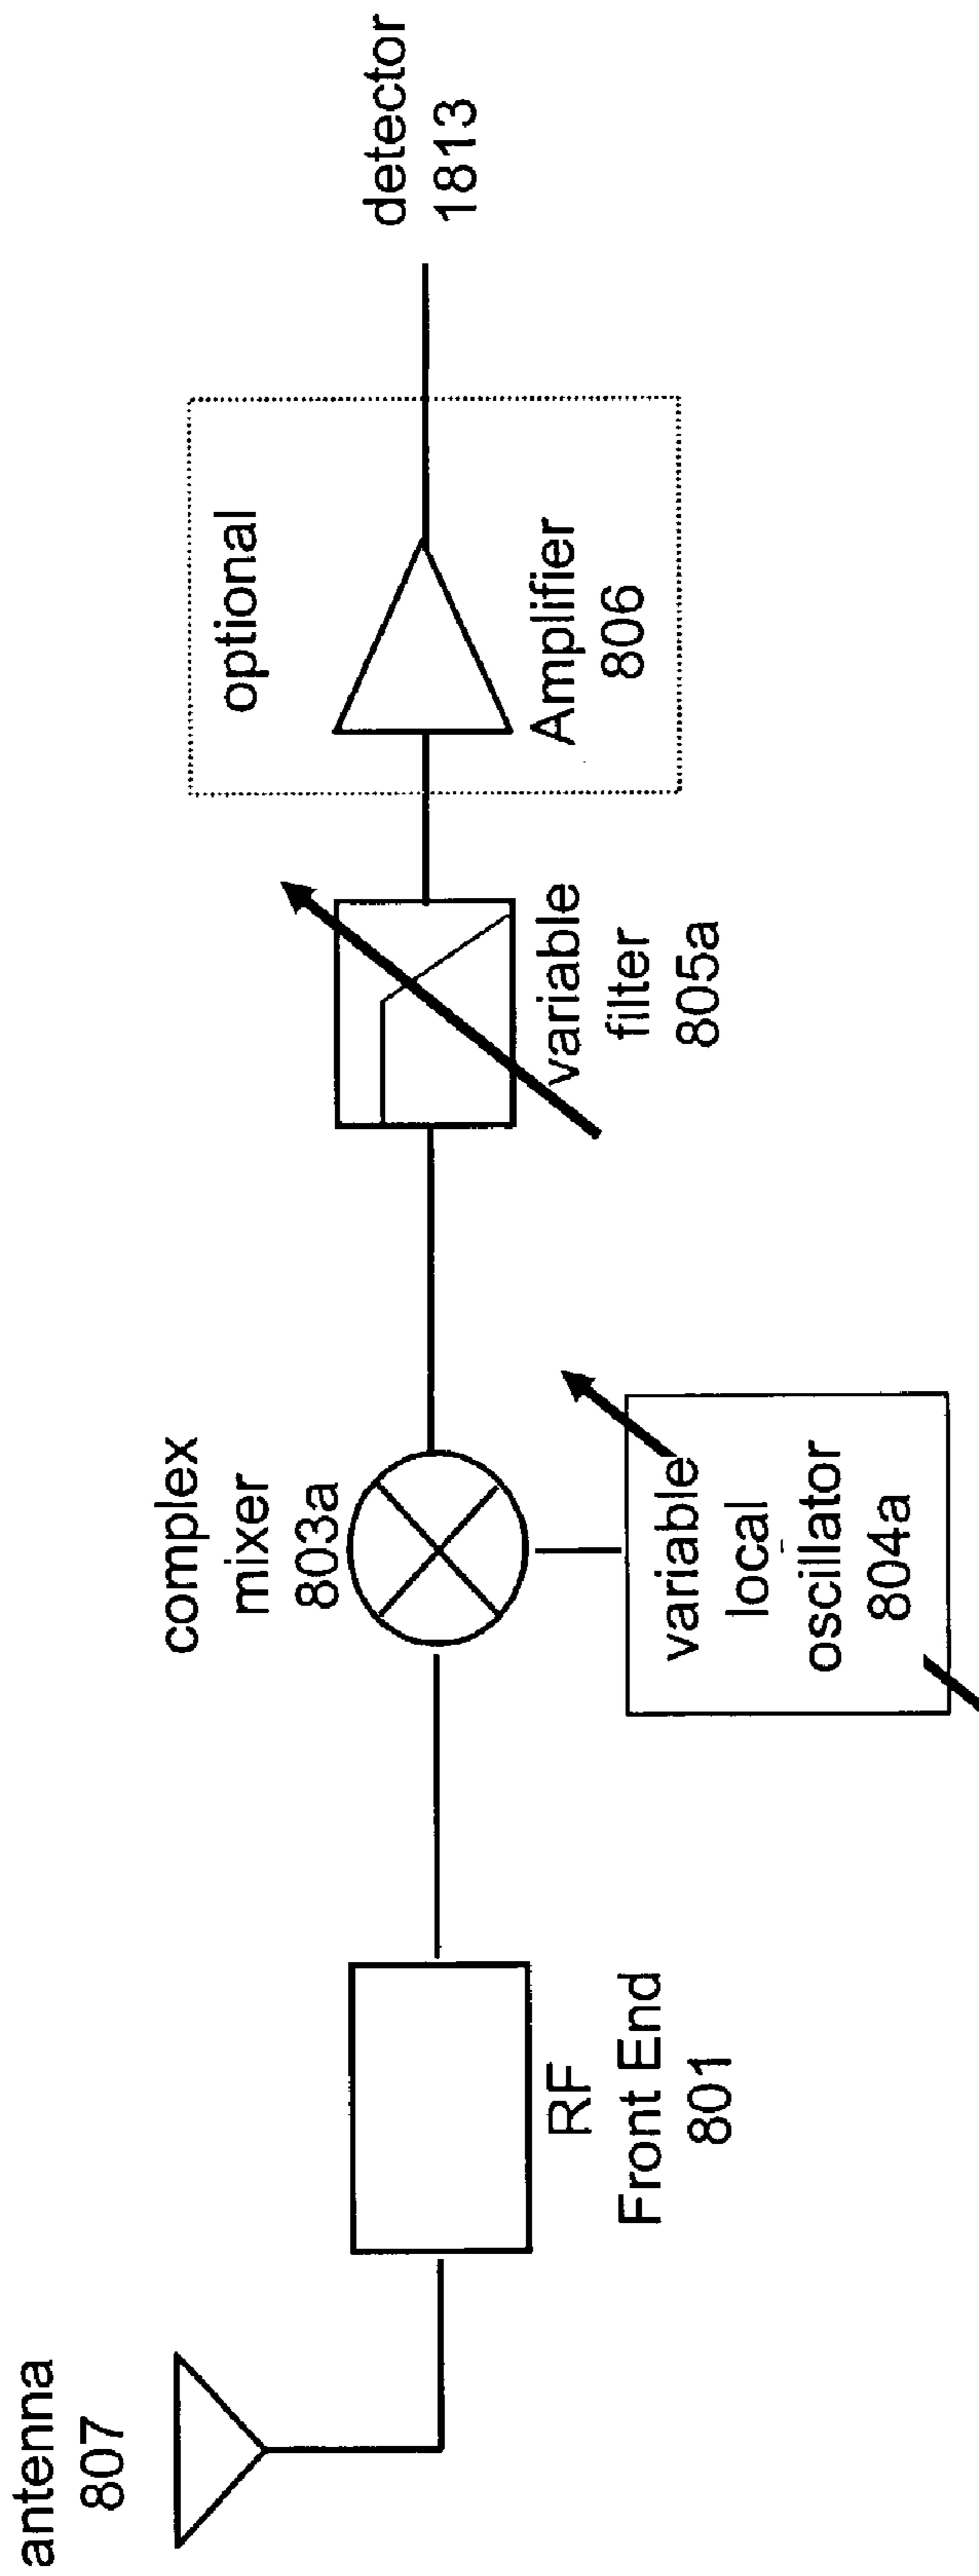 antenna
807
RF
Front End
801
complex
mixer
803a
variable
local
oscillator
804a
variable
filter
805a
optional
Amplifier
806
detector
1813